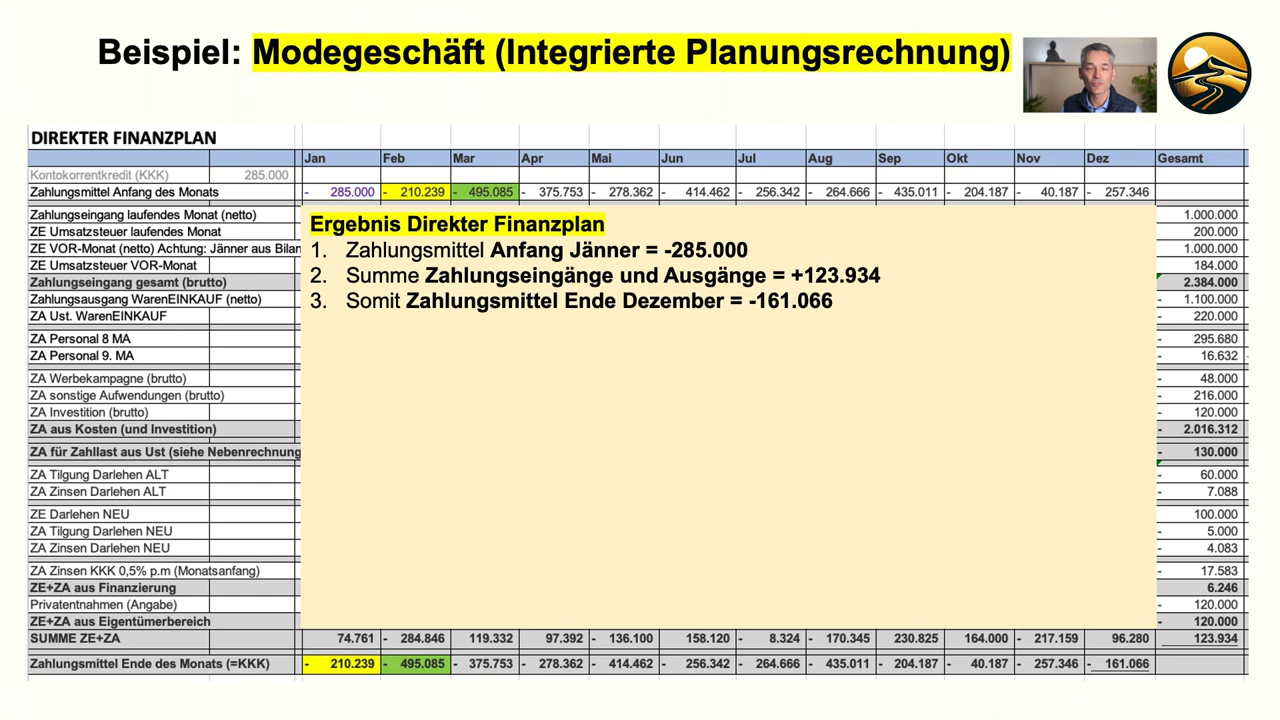 Beispiel: Modegeschäft (Integrierte Planungsrechnung)
DIREKTER FINANZPLAN
Jan Feb Mar Apr Mai Jun Jul Aug Sep Okt Nov Dez Gesamt
Kontokorrentkredit (KKK) 285.000
Zahlungsmittel Anfang des Monats - 285.000 - 210.239 - 495.085 - 375.753 - 278.362 - 414.462 - 256.342 - 264.666 - 435.011 - 204.187 - 40.187 - 257.346
Zahlungseingang laufendes Monat (netto) 1.000.000
ZE Umsatzsteuer laufendes Monat 200.000
ZE VOR-Monat (netto) Achtung: Jänner aus Bilan 1.000.000
ZE Umsatzsteuer VOR-Monat 184.000
Zahlungseingang gesamt (brutto) 2.384.000
Zahlungsausgang WarenEINKAUF (netto) - 1.100.000
ZA Ust. WarenEINKAUF - 220.000
ZA Personal 8 MA - 295.680
ZA Personal 9. MA - 16.632 -
ZA Werbekampagne (brutto) - 48.000
ZA sonstige Aufwendungen (brutto) - 216.000
ZA Investition (brutto) - 120.000
ZA aus Kosten (und Investition) - 2.016.312
ZA für Zahllast aus Ust (siehe Nebenrechnung - 130.000
ZA Tilgung Darlehen ALT - 60.000
ZA Zinsen Darlehen ALT - 7.088
ZE Darlehen NEU 100.000
ZA Tilgung Darlehen NEU - 5.000
ZA Zinsen Darlehen NEU - 4.083
ZA Zinsen KKK 0,5% p.m (Monatsanfang) - 17.583
ZE+ZA aus Finanzierung 6.246
Privatentnahmen (Angabe) - 120.000
ZE+ZA aus Eigentümerbereich - 120.000
SUMME ZE+ZA 74.761 - 284.846 119.332 97.392 - 136.100 158.120 - 8.324 - 170.345 230.825 164.000 - 217.159 96.280 123.934
Zahlungsmittel Ende des Monats (=KKK) - 210.239 - 495.085 - 375.753 - 278.362 - 414.462 - 256.342 - 264.666 - 435.011 - 204.187 - 40.187 - 257.346 - 161.066
Ergebnis Direkter Finanzplan
1. Zahlungsmittel Anfang Jänner = -285.000
2. Summe Zahlungseingänge und Ausgänge = +123.934
3. Somit Zahlungsmittel Ende Dezember = -161.066